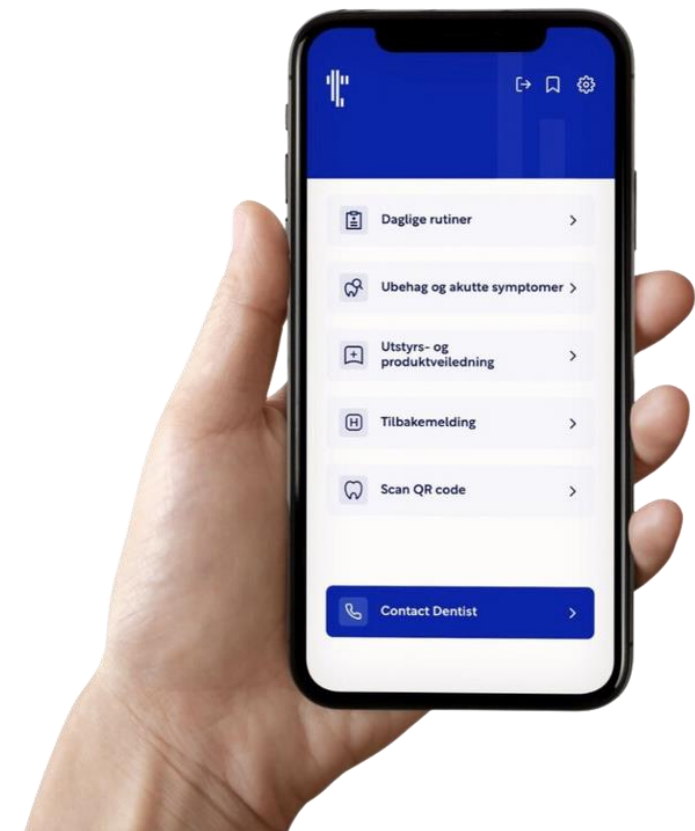 Daglige rutiner
Ubehag og akutte symptomer
Utstyrs- og
produktveiledning
Tilbakemelding
Scan QR code
Contact Dentist